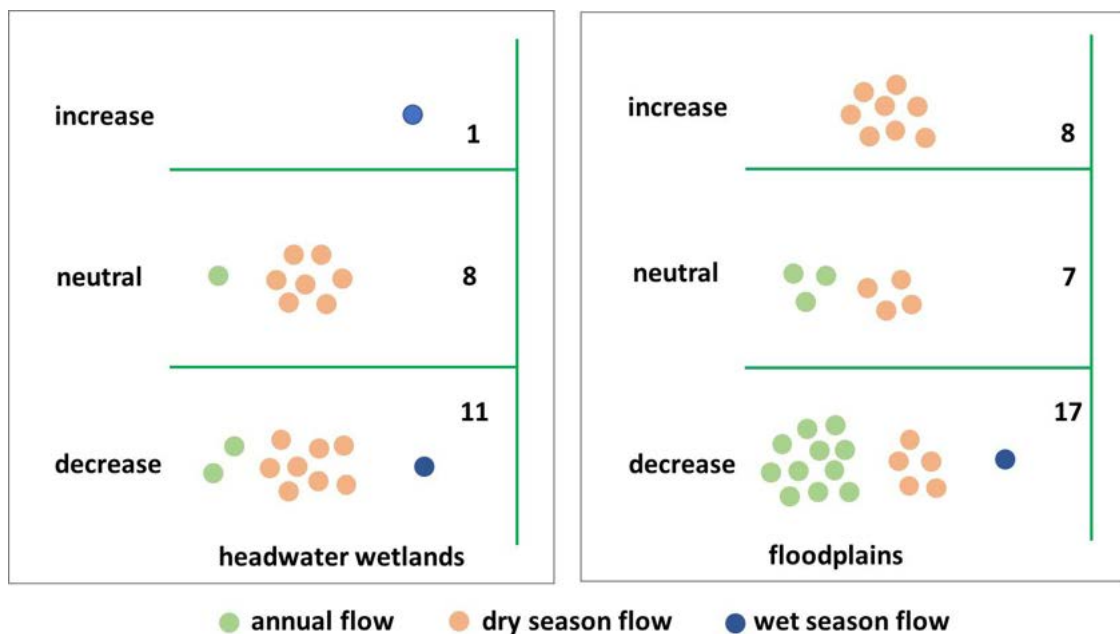 increase
1
neutral
8
11
decrease
headwater wetlands
increase
8
neutral
7
17
decrease
floodplains
annual flow dry season flow wet season flow